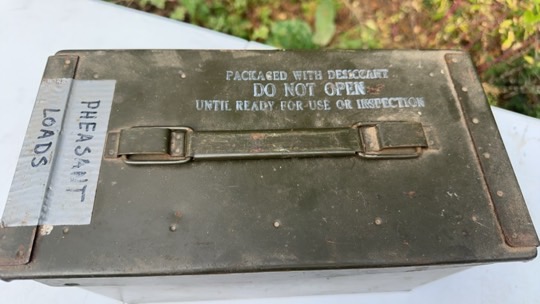 PACKAGED WITH DESICCANT
DO NOT OPEN
UNTIL READY FOR USE OR INSPECTION
PHEASANT
LOADS